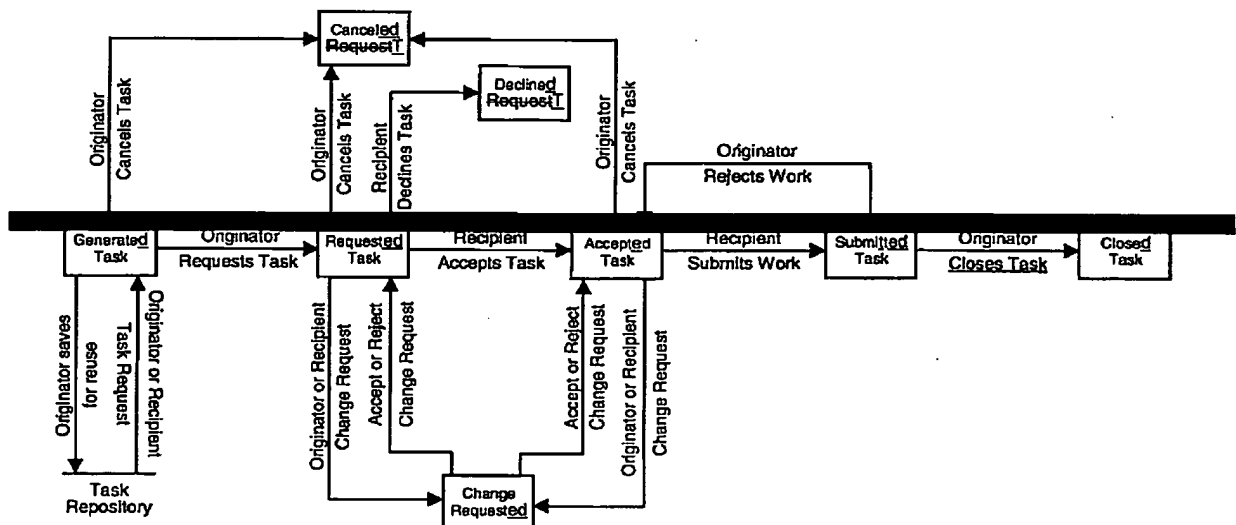 Canceled
RequestT
Declined
RequestT
Originator
Cancels Task
Originator
Cancels Task
Recipient
Declines Task
Originator
Cancels Task
Originator
Rejects Work
Generated
Task
Originator
Requests Task
Requested
Task
Recipient
Accepts Task
Accepted
Task
Recipient
Submits Work
Submitted
Task
Originator
Closes Task
Closed
Task
Originator saves
for reuse
Originator or Recipient
Task Request
Originator or Recipient
Change Request
Accept or Reject
Change Request
Accept or Reject
Change Request
Originator or Recipient
Change Request
Task
Repository
Change
Requested